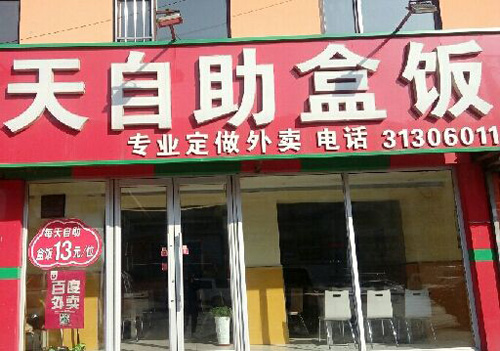 天自助盒饭
专业定做外卖 电话 31306011
每天自助
盒饭13元/位
百度
外卖